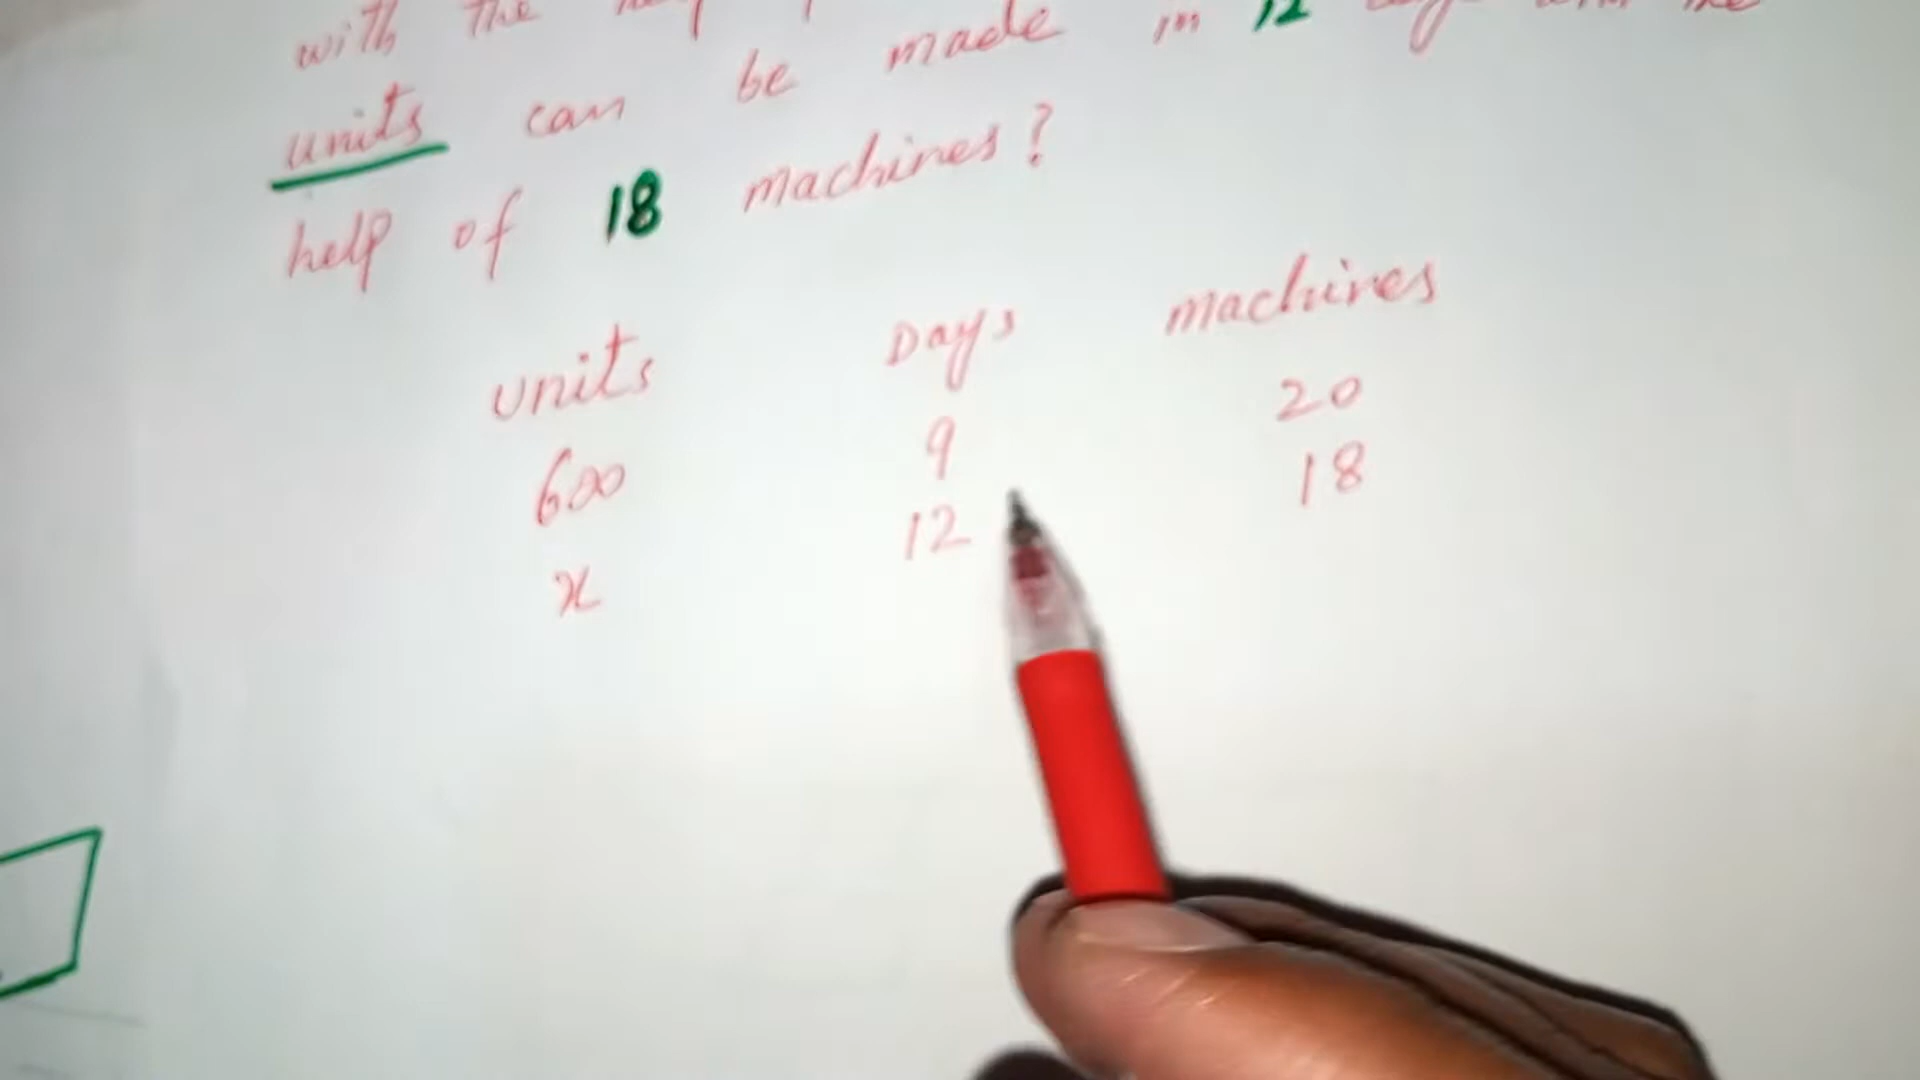 with the
be made in 12
units can
help of 18 machines?
units Days machines
600 9 20
x 12 18